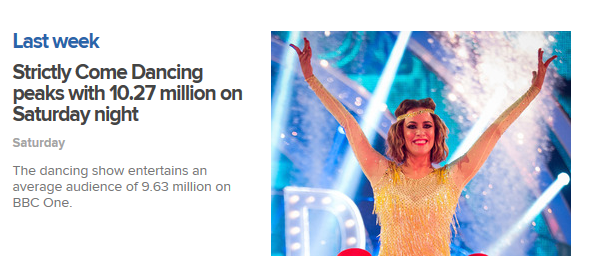 Last week
Strictly Come Dancing
peaks with 10.27 million on
Saturday night
Saturday
The dancing show entertains an
average audience of 9.63 million on
BBC One.